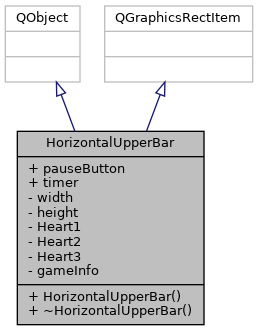 QObject
QGraphicsRectItem
HorizontalUpperBar
+ pauseButton
+ timer
- width
- height
- Heart1
- Heart2
- Heart3
- gameInfo
+ HorizontalUpperBar()
+ ~HorizontalUpperBar()